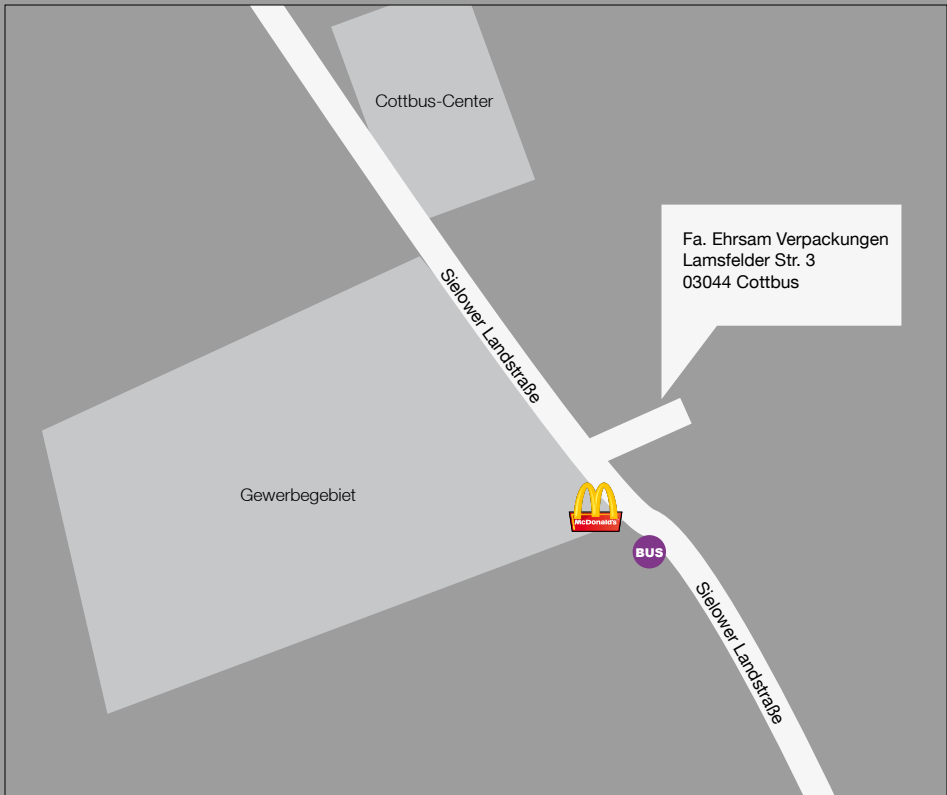 Cottbus-Center
Fa. Ehrsam Verpackungen
Lamsfelder Str. 3
03044 Cottbus
Sielower Landstraße
Gewerbegebiet
McDonald's
BUS
Sielower Landstraße